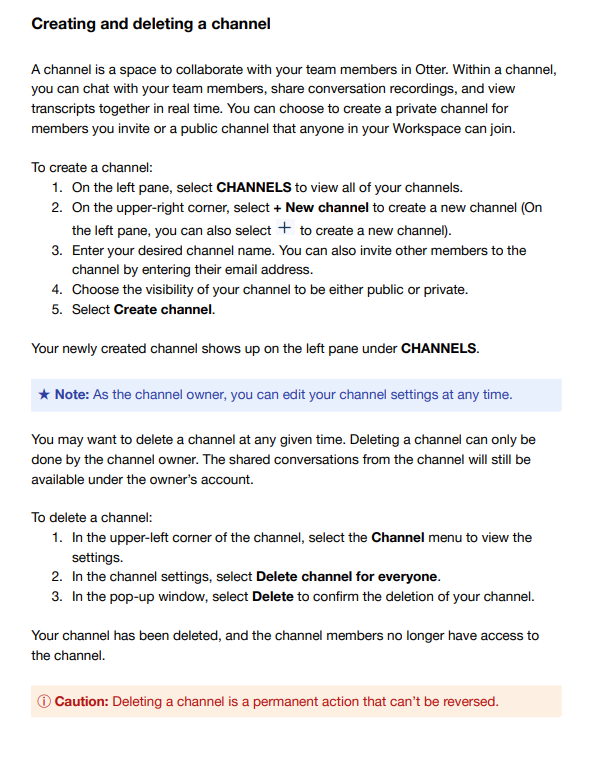 Creating and deleting a channel
A channel is a space to collaborate with your team members in Otter. Within a channel,
you can chat with your team members, share conversation recordings, and view
transcripts together in real time. You can choose to create a private channel for
members you invite or a public channel that anyone in your Workspace can join.
To create a channel:
1. On the left pane, select CHANNELS to view all of your channels.
2. On the upper-right corner, select + New channel to create a new channel (On
the left pane, you can also select + to create a new channel).
3. Enter your desired channel name. You can also invite other members to the
channel by entering their email address.
4. Choose the visibility of your channel to be either public or private.
5. Select Create channel.
Your newly created channel shows up on the left pane under CHANNELS.
★ Note: As the channel owner, you can edit your channel settings at any time.
You may want to delete a channel at any given time. Deleting a channel can only be
done by the channel owner. The shared conversations from the channel will still be
available under the owner’s account.
To delete a channel:
1. In the upper-left corner of the channel, select the Channel menu to view the
settings.
2. In the channel settings, select Delete channel for everyone.
3. In the pop-up window, select Delete to confirm the deletion of your channel.
Your channel has been deleted, and the channel members no longer have access to
the channel.
ⓘ Caution: Deleting a channel is a permanent action that can’t be reversed.